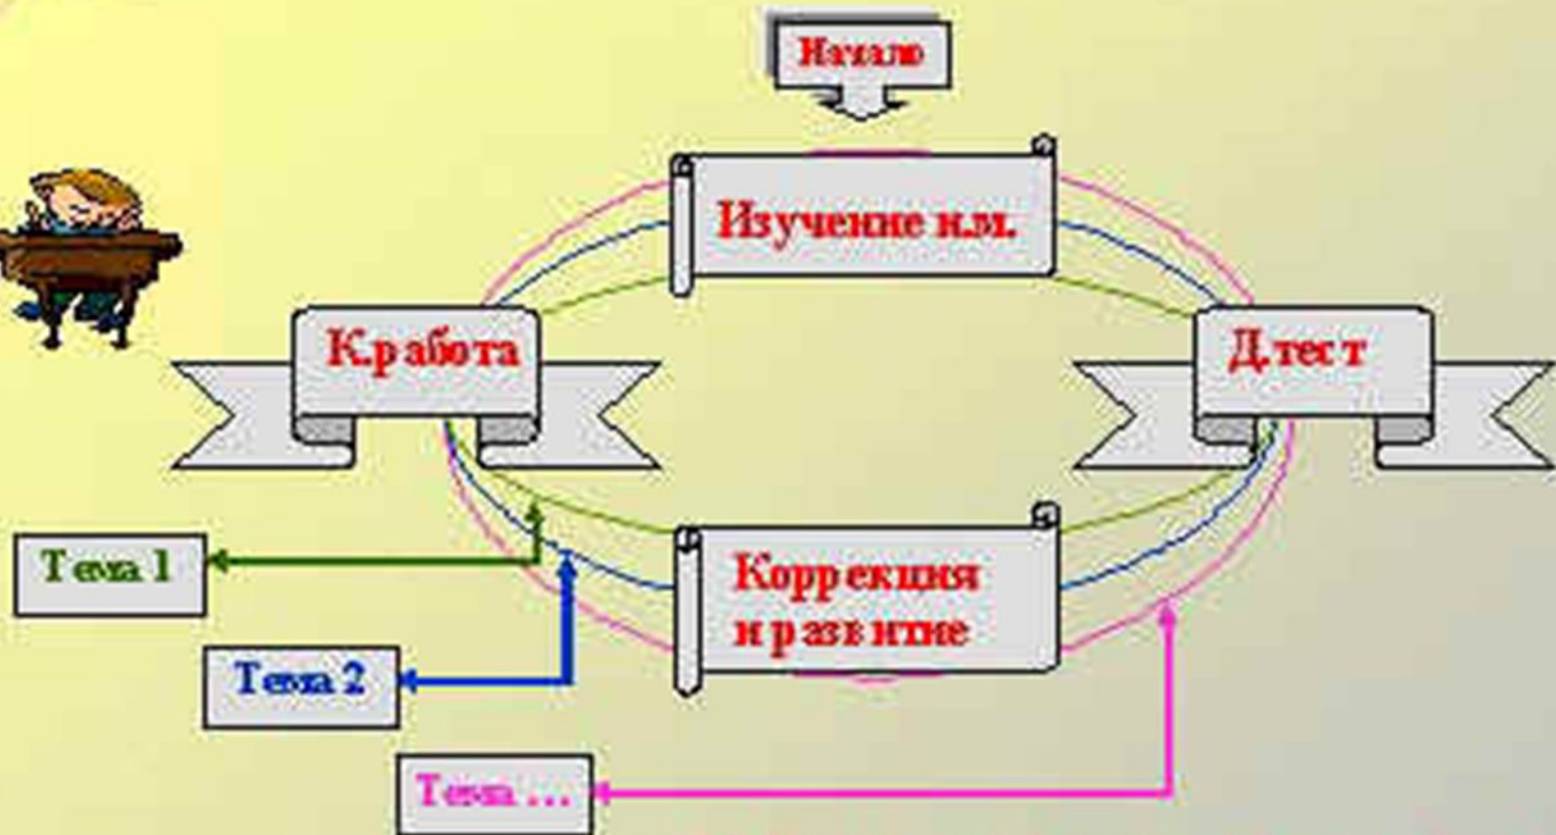 Начало
Изучение н.м.
К.работа
Д.тест
Коррекция
и развитие
Тема 1
Тема 2
Тема ...